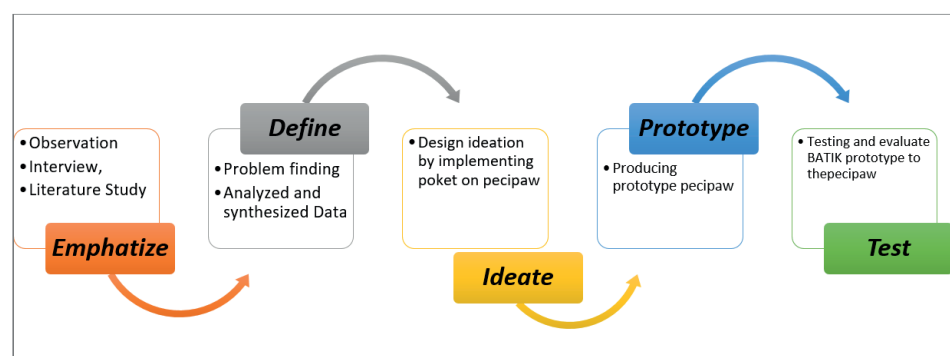 • Observation
• Interview,
• Literature Study
Emphatize
Define
• Problem finding
• Analyzed and
synthesized Data
• Design ideation
by implementing
poket on pecipaw
Ideate
Prototype
• Producing
prototype pecipaw
• Testing and evaluate
BATIK prototype to
thepecipaw
Test